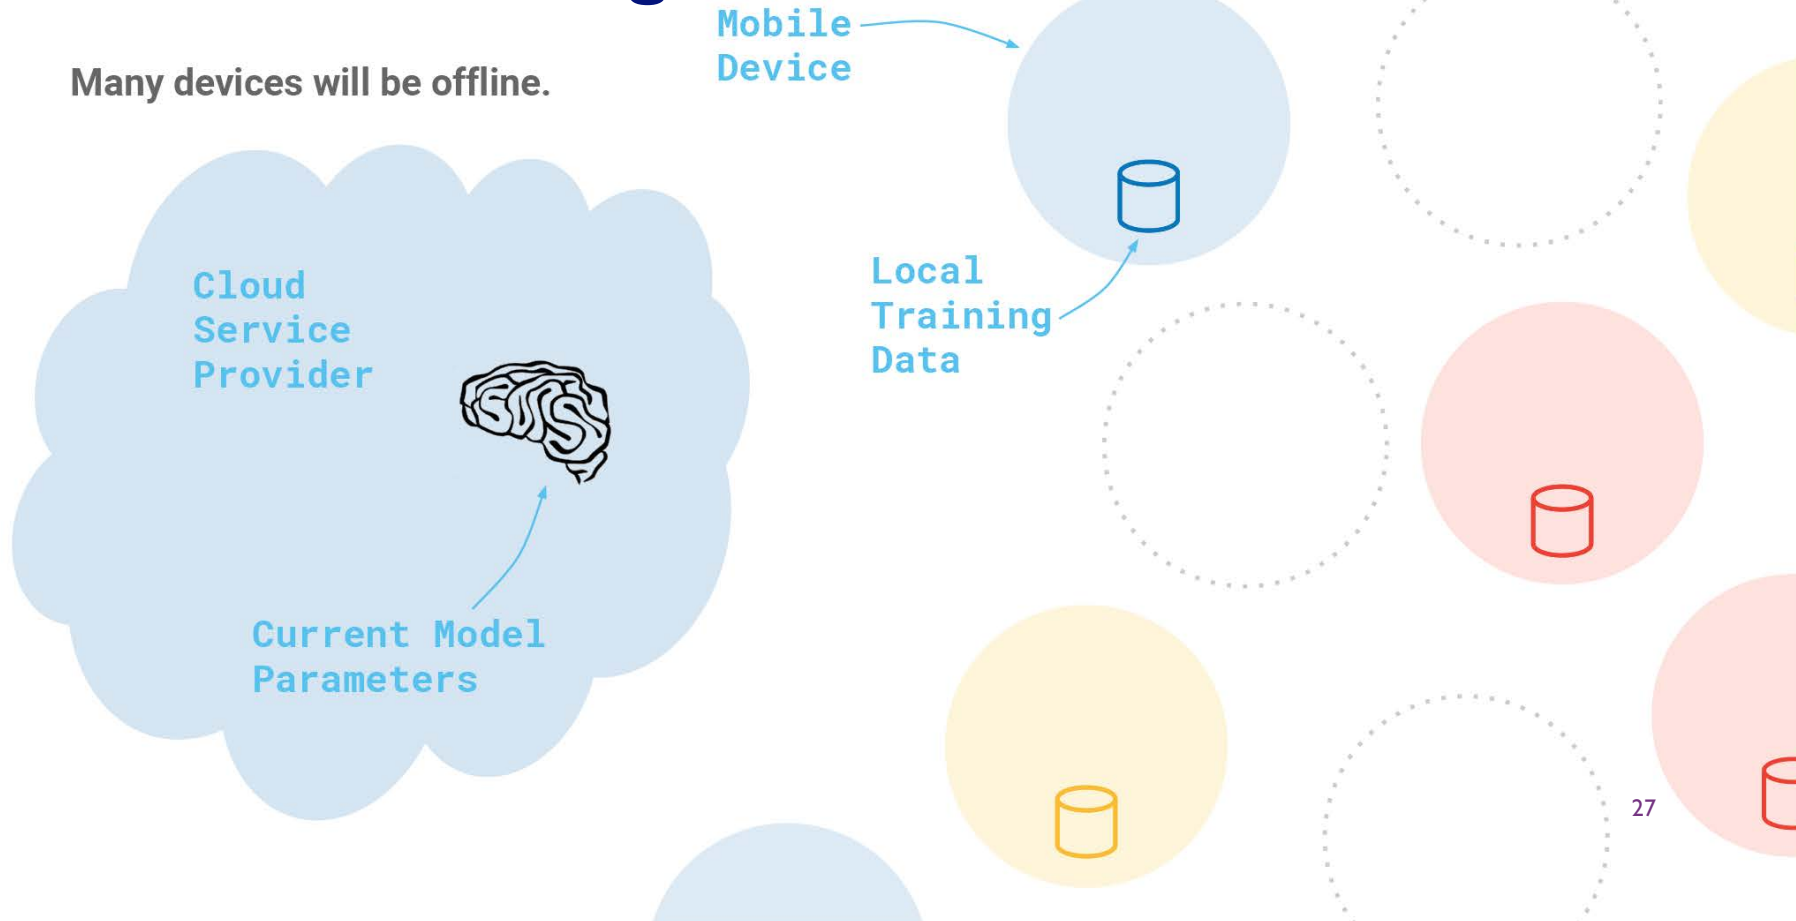 Mobile
Device
Many devices will be offline.
Cloud
Service
Provider
Local
Training
Data
Current Model
Parameters
27